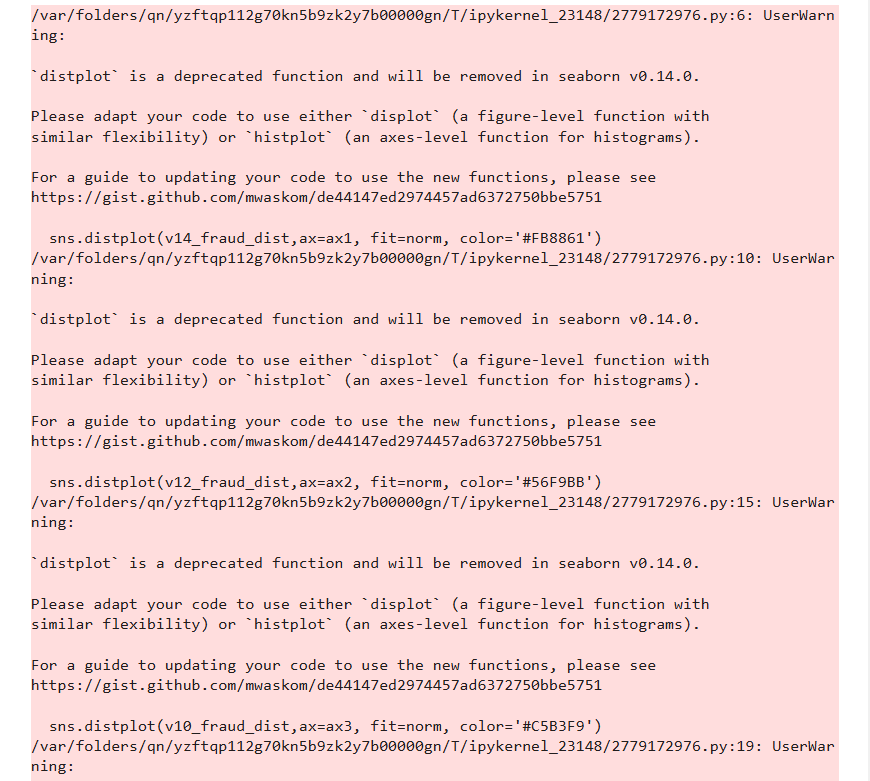 /var/folders/qn/yzftqp112g70kn5b9zk2y7b00000gn/T/ipykernel_23148/2779172976.py:6: UserWarn
ing:
`distplot` is a deprecated function and will be removed in seaborn v0.14.0.
Please adapt your code to use either `displot` (a figure-level function with
similar flexibility) or `histplot` (an axes-level function for histograms).
For a guide to updating your code to use the new functions, please see
https://gist.github.com/mwaskom/de44147ed2974457ad6372750bbe5751
  sns.distplot(v14_fraud_dist,ax=ax1, fit=norm, color='#FB8861')
/var/folders/qn/yzftqp112g70kn5b9zk2y7b00000gn/T/ipykernel_23148/2779172976.py:10: UserWar
ning:
`distplot` is a deprecated function and will be removed in seaborn v0.14.0.
Please adapt your code to use either `displot` (a figure-level function with
similar flexibility) or `histplot` (an axes-level function for histograms).
For a guide to updating your code to use the new functions, please see
https://gist.github.com/mwaskom/de44147ed2974457ad6372750bbe5751
  sns.distplot(v12_fraud_dist,ax=ax2, fit=norm, color='#56F9BB')
/var/folders/qn/yzftqp112g70kn5b9zk2y7b00000gn/T/ipykernel_23148/2779172976.py:15: UserWar
ning:
`distplot` is a deprecated function and will be removed in seaborn v0.14.0.
Please adapt your code to use either `displot` (a figure-level function with
similar flexibility) or `histplot` (an axes-level function for histograms).
For a guide to updating your code to use the new functions, please see
https://gist.github.com/mwaskom/de44147ed2974457ad6372750bbe5751
  sns.distplot(v10_fraud_dist,ax=ax3, fit=norm, color='#C5B3F9')
/var/folders/qn/yzftqp112g70kn5b9zk2y7b00000gn/T/ipykernel_23148/2779172976.py:19: UserWar
ning: